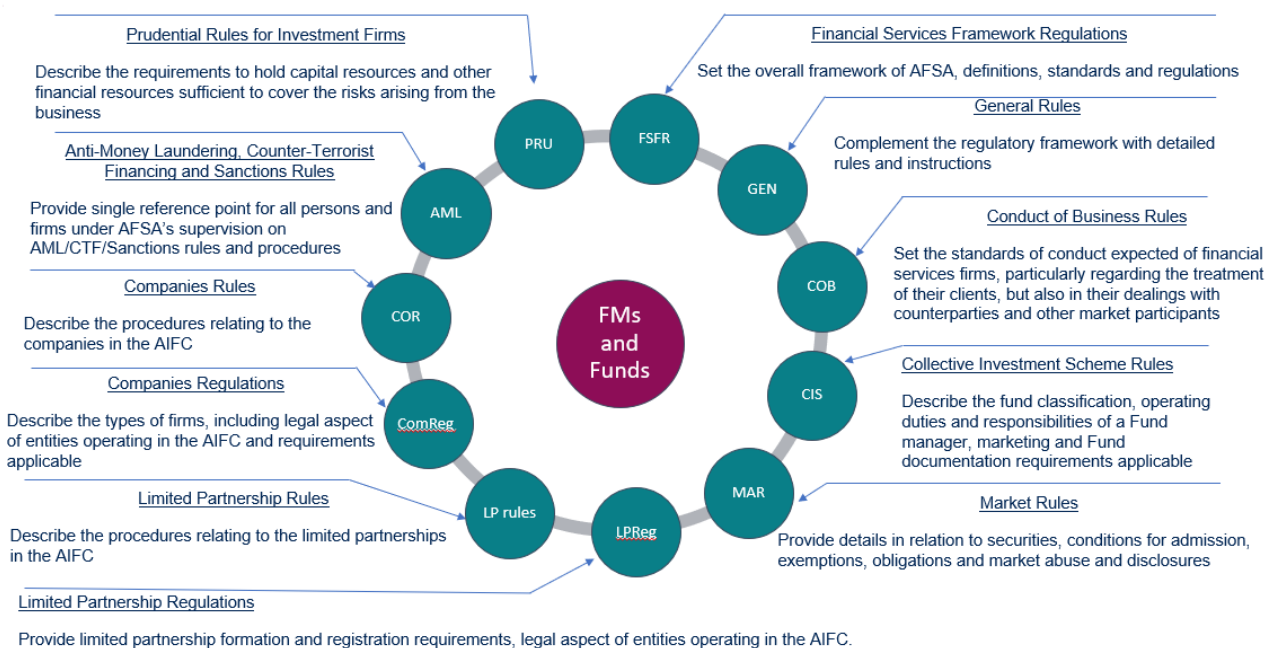 Prudential Rules for Investment Firms
Describe the requirements to hold capital resources and other
financial resources sufficient to cover the risks arising from the
business
Anti-Money Laundering, Counter-Terrorist
Financing and Sanctions Rules
Provide single reference point for all persons and
firms under AFSA's supervision on
AML/CTF/Sanctions rules and procedures
Companies Rules
Describe the procedures relating to the
companies in the AIFC
Companies Regulations
Describe the types of firms, including legal aspect
of entities operating in the AIFC and requirements
applicable
Limited Partnership Rules
Describe the procedures relating to the limited partnerships
in the AIFC
Limited Partnership Regulations
Provide limited partnership formation and registration requirements, legal aspect of entities operating in the AIFC.
PRU
FSFR
GEN
COB
CIS
MAR
LPReg
LP rules
ComReg
COR
AML
FMs
and
Funds
Financial Services Framework Regulations
Set the overall framework of AFSA, definitions, standards and regulations
General Rules
Complement the regulatory framework with detailed
rules and instructions
Conduct of Business Rules
Set the standards of conduct expected of financial
services firms, particularly regarding the treatment
of their clients, but also in their dealings with
counterparties and other market participants
Collective Investment Scheme Rules
Describe the fund classification, operating
duties and responsibilities of a Fund
manager, marketing and Fund
documentation requirements applicable
Market Rules
Provide details in relation to securities, conditions for admission,
exemptions, obligations and market abuse and disclosures